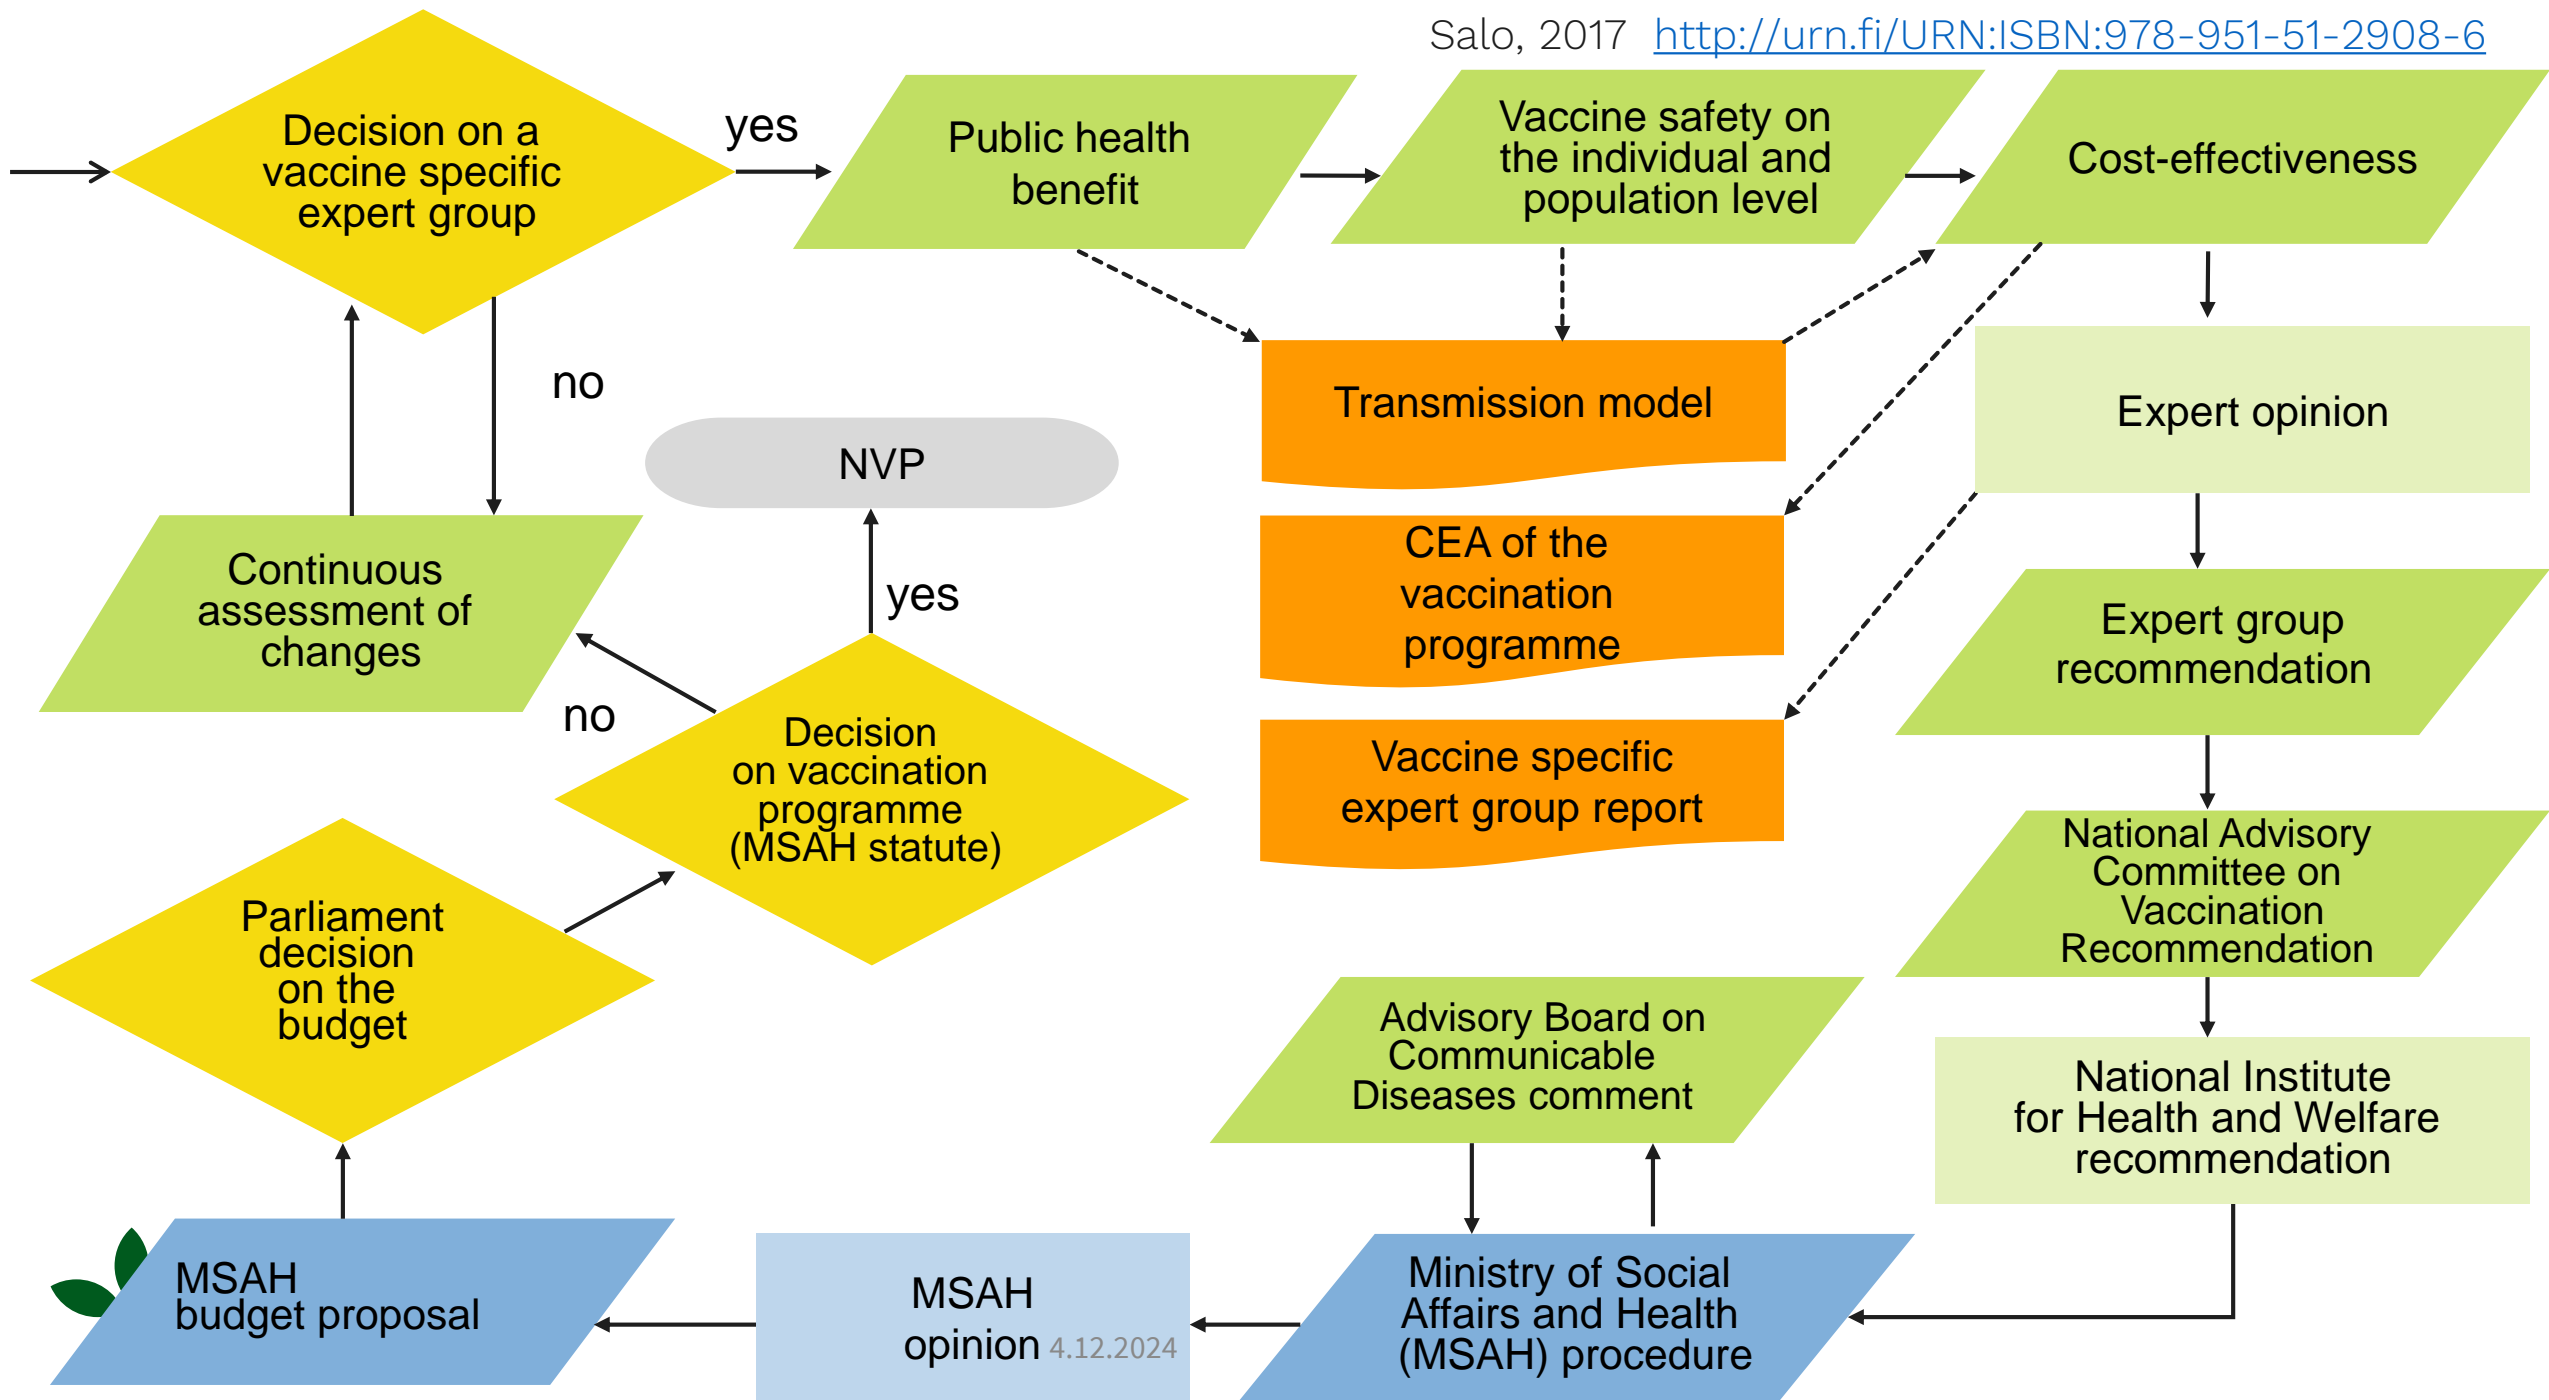 Salo, 2017 http://urn.fi/URN:ISBN:978-951-51-2908-6
Decision on a
vaccine specific
expert group
yes
Public health
benefit
Vaccine safety on
the individual and
population level
Cost-effectiveness
no
Transmission model
Expert opinion
NVP
Continuous
assessment of
changes
yes
CEA of the
vaccination
programme
Expert group
recommendation
no
Decision
on vaccination
programme
(MSAH statute)
Vaccine specific
expert group report
National Advisory
Committee on
Vaccination
Recommendation
Parliament
decision
on the
budget
Advisory Board on
Communicable
Diseases comment
National Institute
for Health and Welfare
recommendation
MSAH
budget proposal
MSAH
opinion 4.12.2024
Ministry of Social
Affairs and Health
(MSAH) procedure